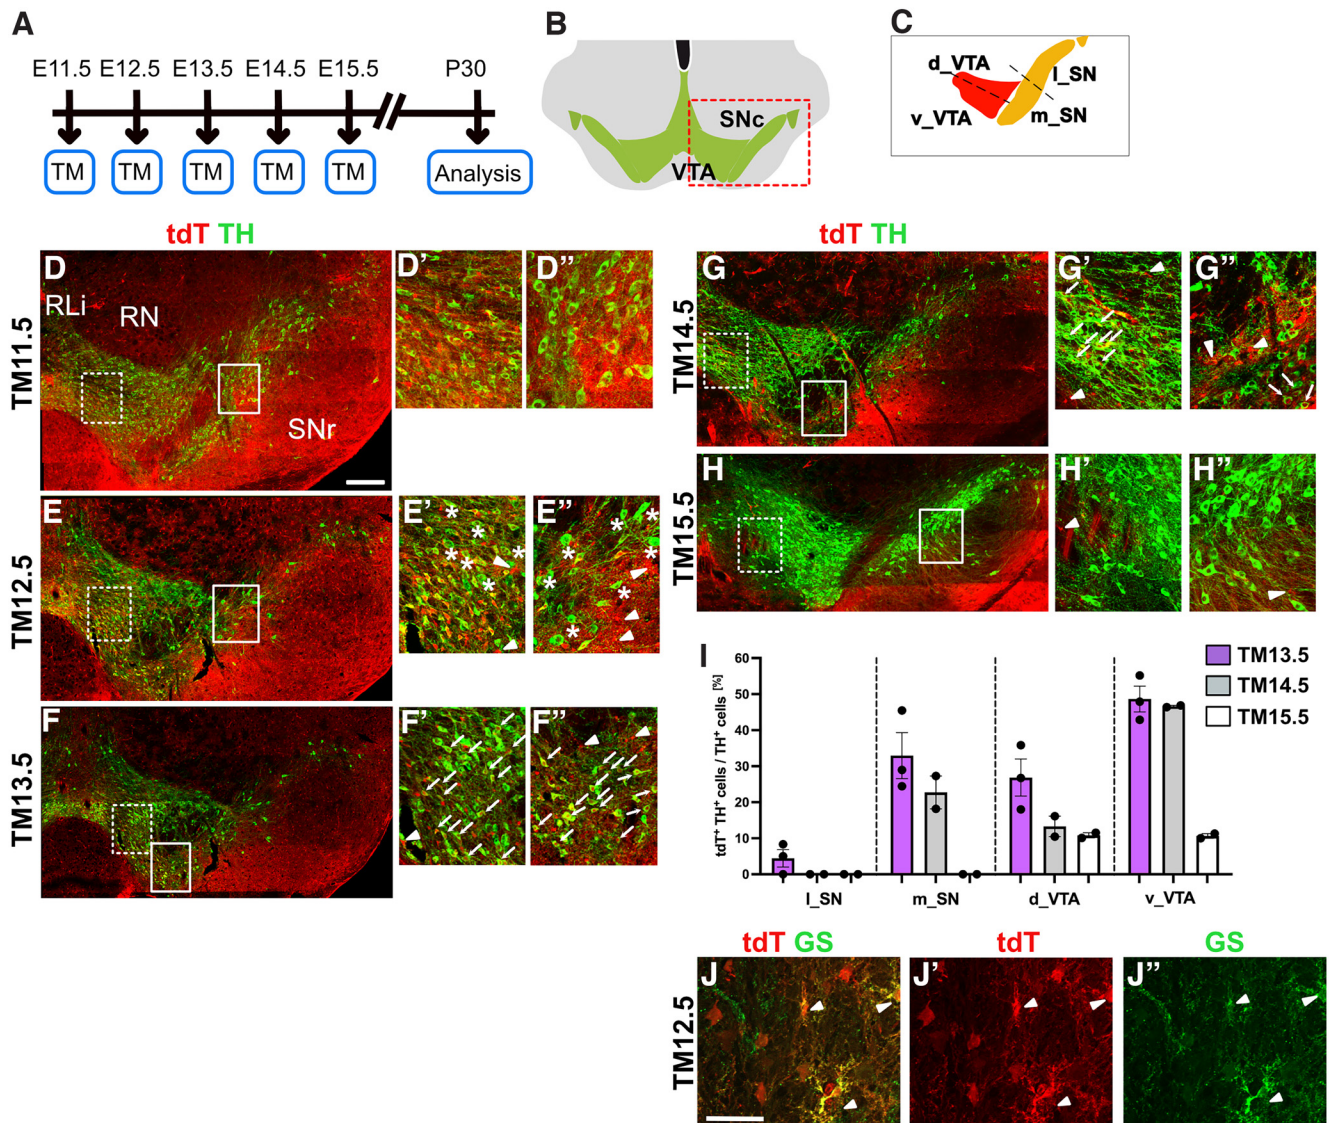 A
E11.5 E12.5 E13.5 E14.5 E15.5 P30
TM TM TM TM TM Analysis
B
SNc
VTA
C
d_VTA
l_SN
v_VTA
m_SN
tdT TH
TM11.5
D
RLi
RN
SNr
D'
D"
TM12.5
E
E'
* * * * * * * *
E"
* * * * * *
TM13.5
F
F'
F"
tdT TH
TM14.5
G
G'
G"
TM15.5
H
H'
H"
I
tdT+ TH+ cells / TH+ cells [%]
60
50
40
30
20
10
0
l_SN m_SN d_VTA v_VTA
TM13.5
TM14.5
TM15.5
tdT GS
tdT
GS
TM12.5
J
J'
J"